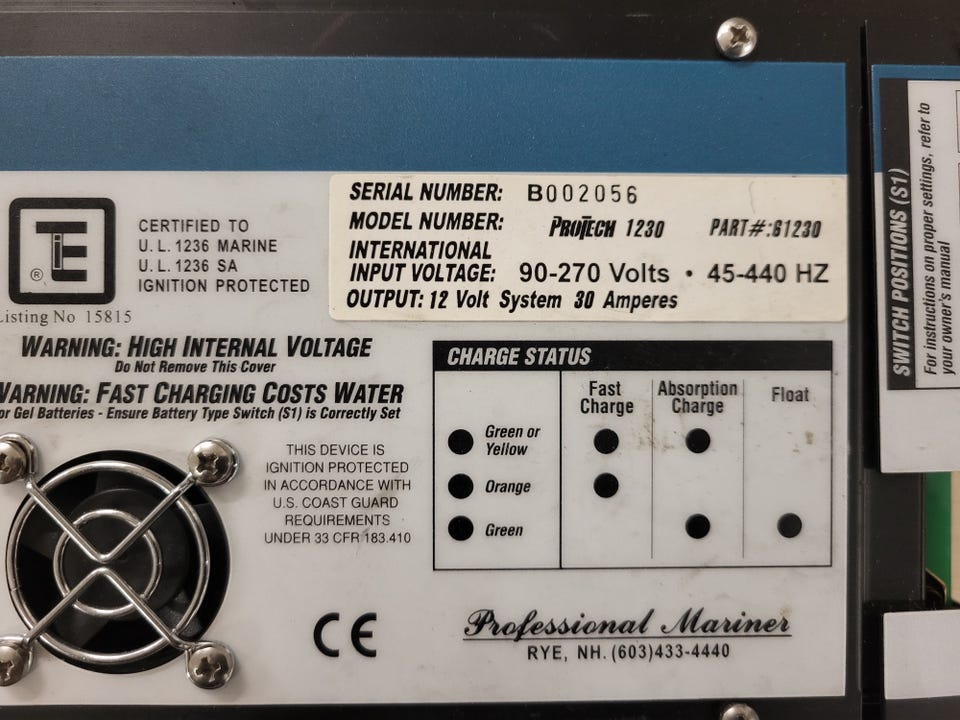 SERIAL NUMBER: B002056
MODEL NUMBER: PROTECH 1230 PART#:61230
INTERNATIONAL
INPUT VOLTAGE: 90-270 Volts • 45-440 HZ
OUTPUT: 12 Volt System 30 Amperes
TiE
®
CERTIFIED TO
U.L. 1236 MARINE
U.L. 1236 SA
IGNITION PROTECTED
Listing No 15815
WARNING: HIGH INTERNAL VOLTAGE
Do Not Remove This Cover
WARNING: FAST CHARGING COSTS WATER
or Gel Batteries - Ensure Battery Type Switch (S1) is Correctly Set
THIS DEVICE IS
IGNITION PROTECTED
IN ACCORDANCE WITH
U.S. COAST GUARD
REQUIREMENTS
UNDER 33 CFR 183.410
CE
CHARGE STATUS
Fast
Charge
Absorption
Charge
Float
Green or
Yellow
Orange
Green
Professional Mariner
RYE, NH. (603)433-4440
SWITCH POSITIONS (S1)
For instructions on proper settings, refer to
your owner's manual